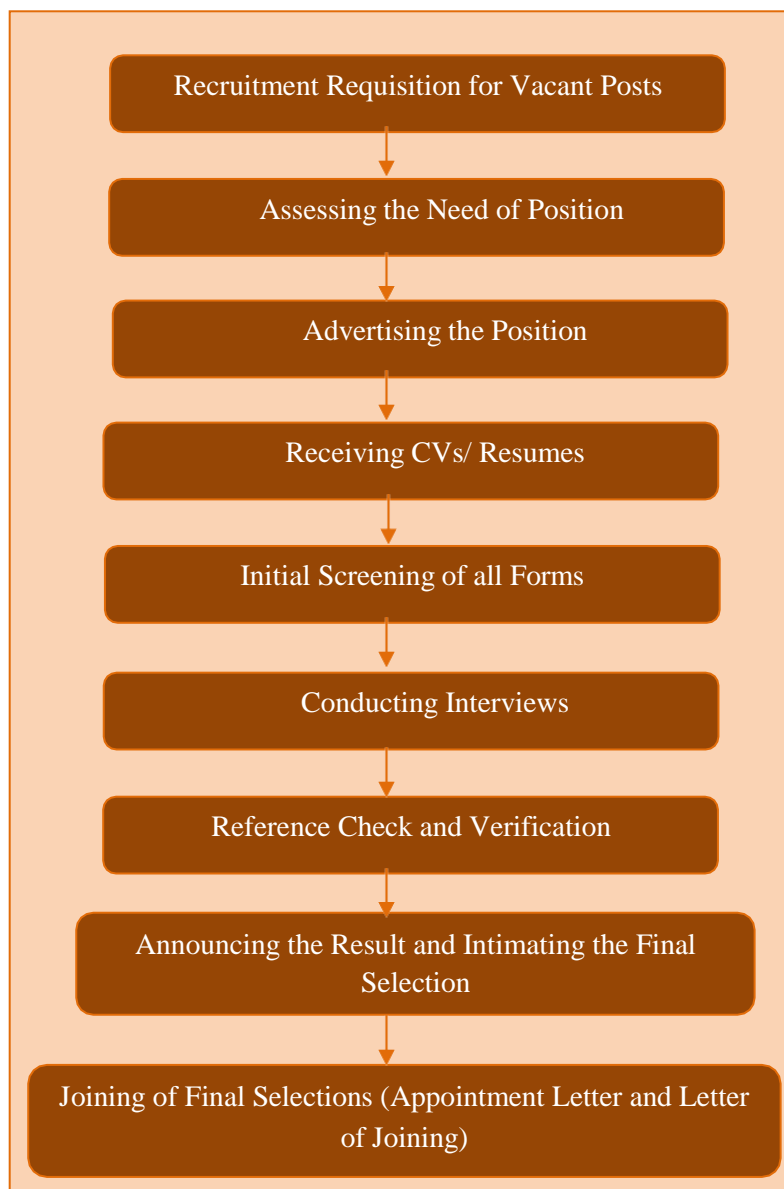 Recruitment Requisition for Vacant Posts
Assessing the Need of Position
Advertising the Position
Receiving CVs/ Resumes
Initial Screening of all Forms
Conducting Interviews
Reference Check and Verification
Announcing the Result and Intimating the Final
Selection
Joining of Final Selections (Appointment Letter and Letter
of Joining)